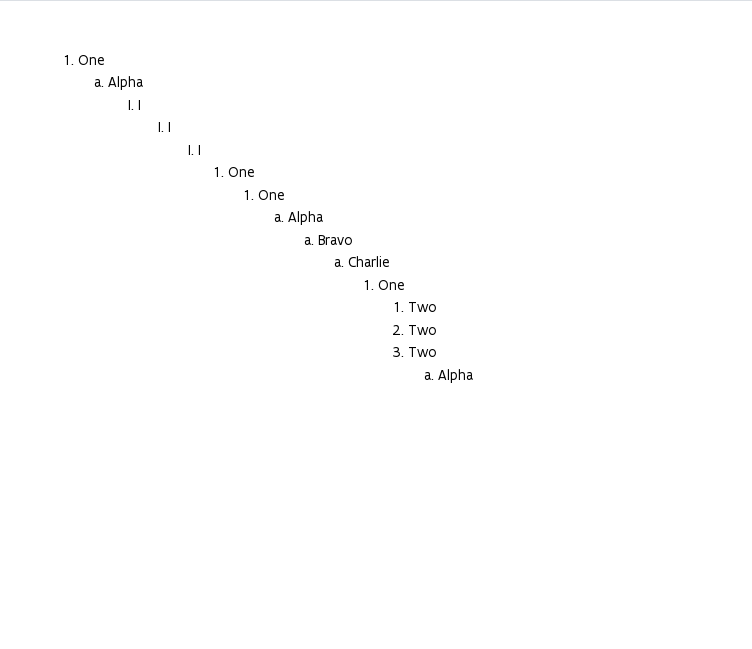 1. One
a. Alpha
I. I
I. I
I. I
1. One
1. One
a. Alpha
a. Bravo
a. Charlie
1. One
1. Two
2. Two
3. Two
a. Alpha